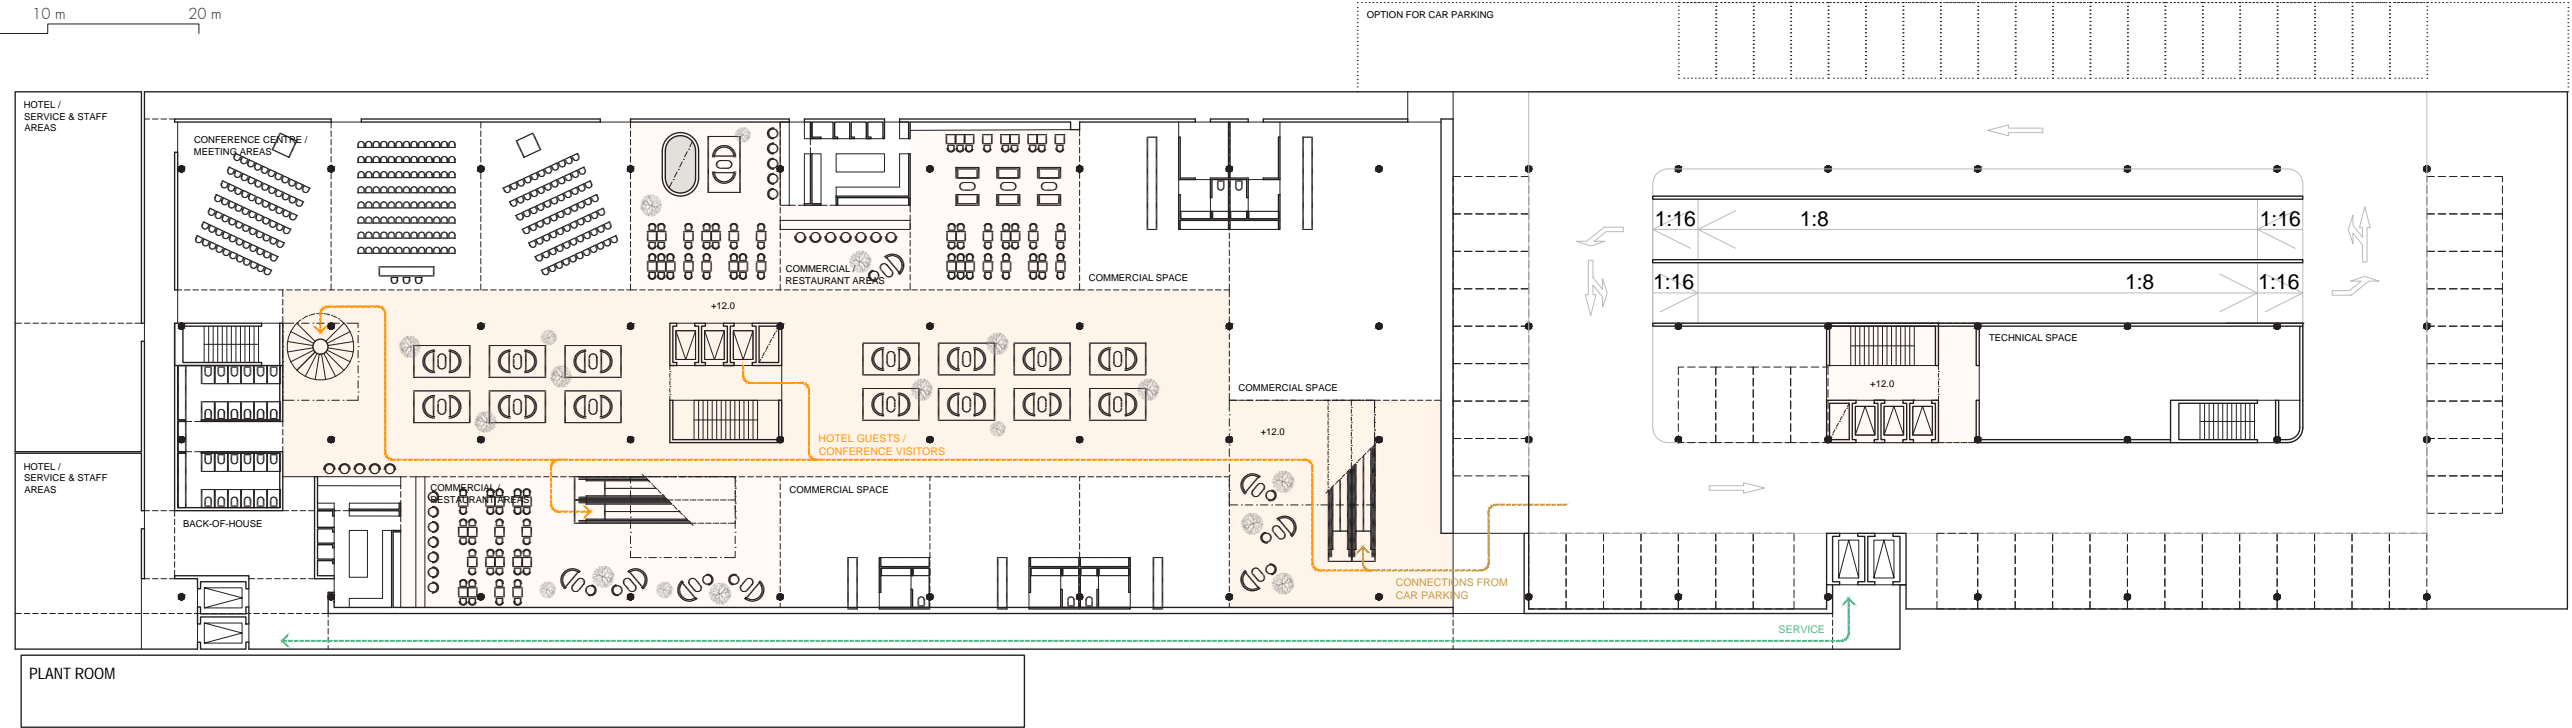 10 m 20 m
OPTION FOR CAR PARKING
HOTEL /
SERVICE & STAFF
AREAS
CONFERENCE CENTRE /
MEETING AREAS
1:16 1:8 1:16
COMMERCIAL /
RESTAURANT AREAS
COMMERCIAL SPACE
1:16 1:8 1:16
+12.0
TECHNICAL SPACE
COMMERCIAL SPACE
+12.0
+12.0
HOTEL GUESTS /
CONFERENCE VISITORS
HOTEL /
SERVICE & STAFF
AREAS
COMMERCIAL /
RESTAURANT AREAS
COMMERCIAL SPACE
BACK-OF-HOUSE
CONNECTIONS FROM
CAR PARKING
SERVICE
PLANT ROOM